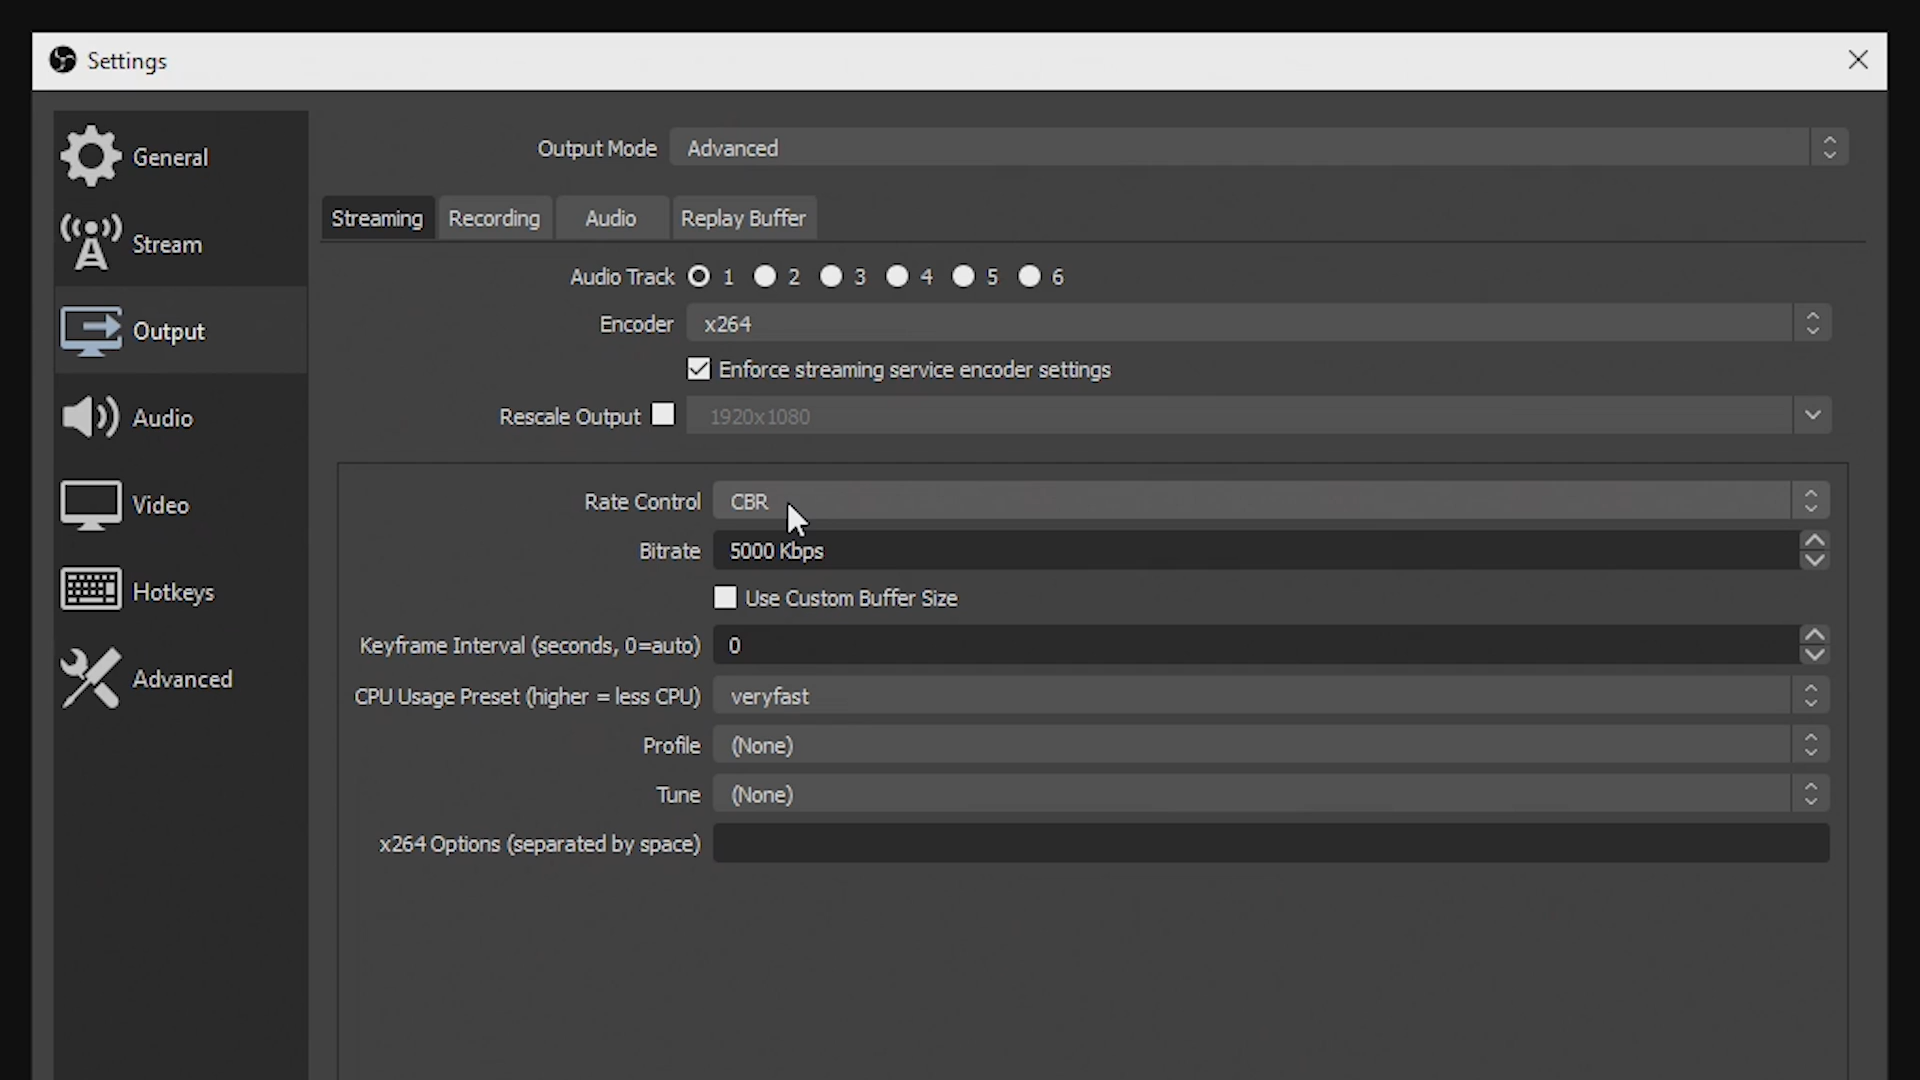 Settings
General
Stream
Output
Audio
Video
Hotkeys
Advanced
Output Mode Advanced
Streaming Recording Audio Replay Buffer
Audio Track 1 2 3 4 5 6
Encoder x264
Enforce streaming service encoder settings
Rescale Output 1920x1080
Rate Control CBR
Bitrate 5000 Kbps
Use Custom Buffer Size
Keyframe Interval (seconds, 0=auto) 0
CPU Usage Preset (higher = less CPU) veryfast
Profile (None)
Tune (None)
x264 Options (separated by space)